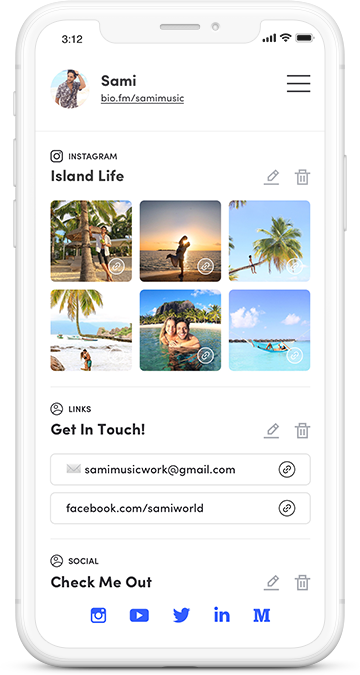 3:12
Sami
bio.fm/samimusic
INSTAGRAM
Island Life
LINKS
Get In Touch!
samimusicwork@gmail.com
facebook.com/samiworld
SOCIAL
Check Me Out